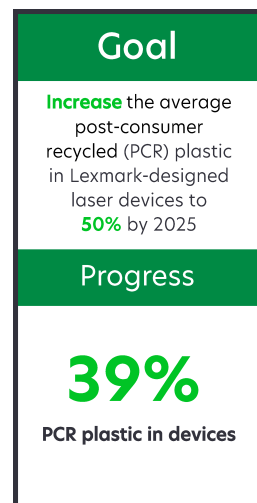 Goal
Increase the average
post-consumer
recycled (PCR) plastic
in Lexmark-designed
laser devices to
50% by 2025
Progress
39%
PCR plastic in devices